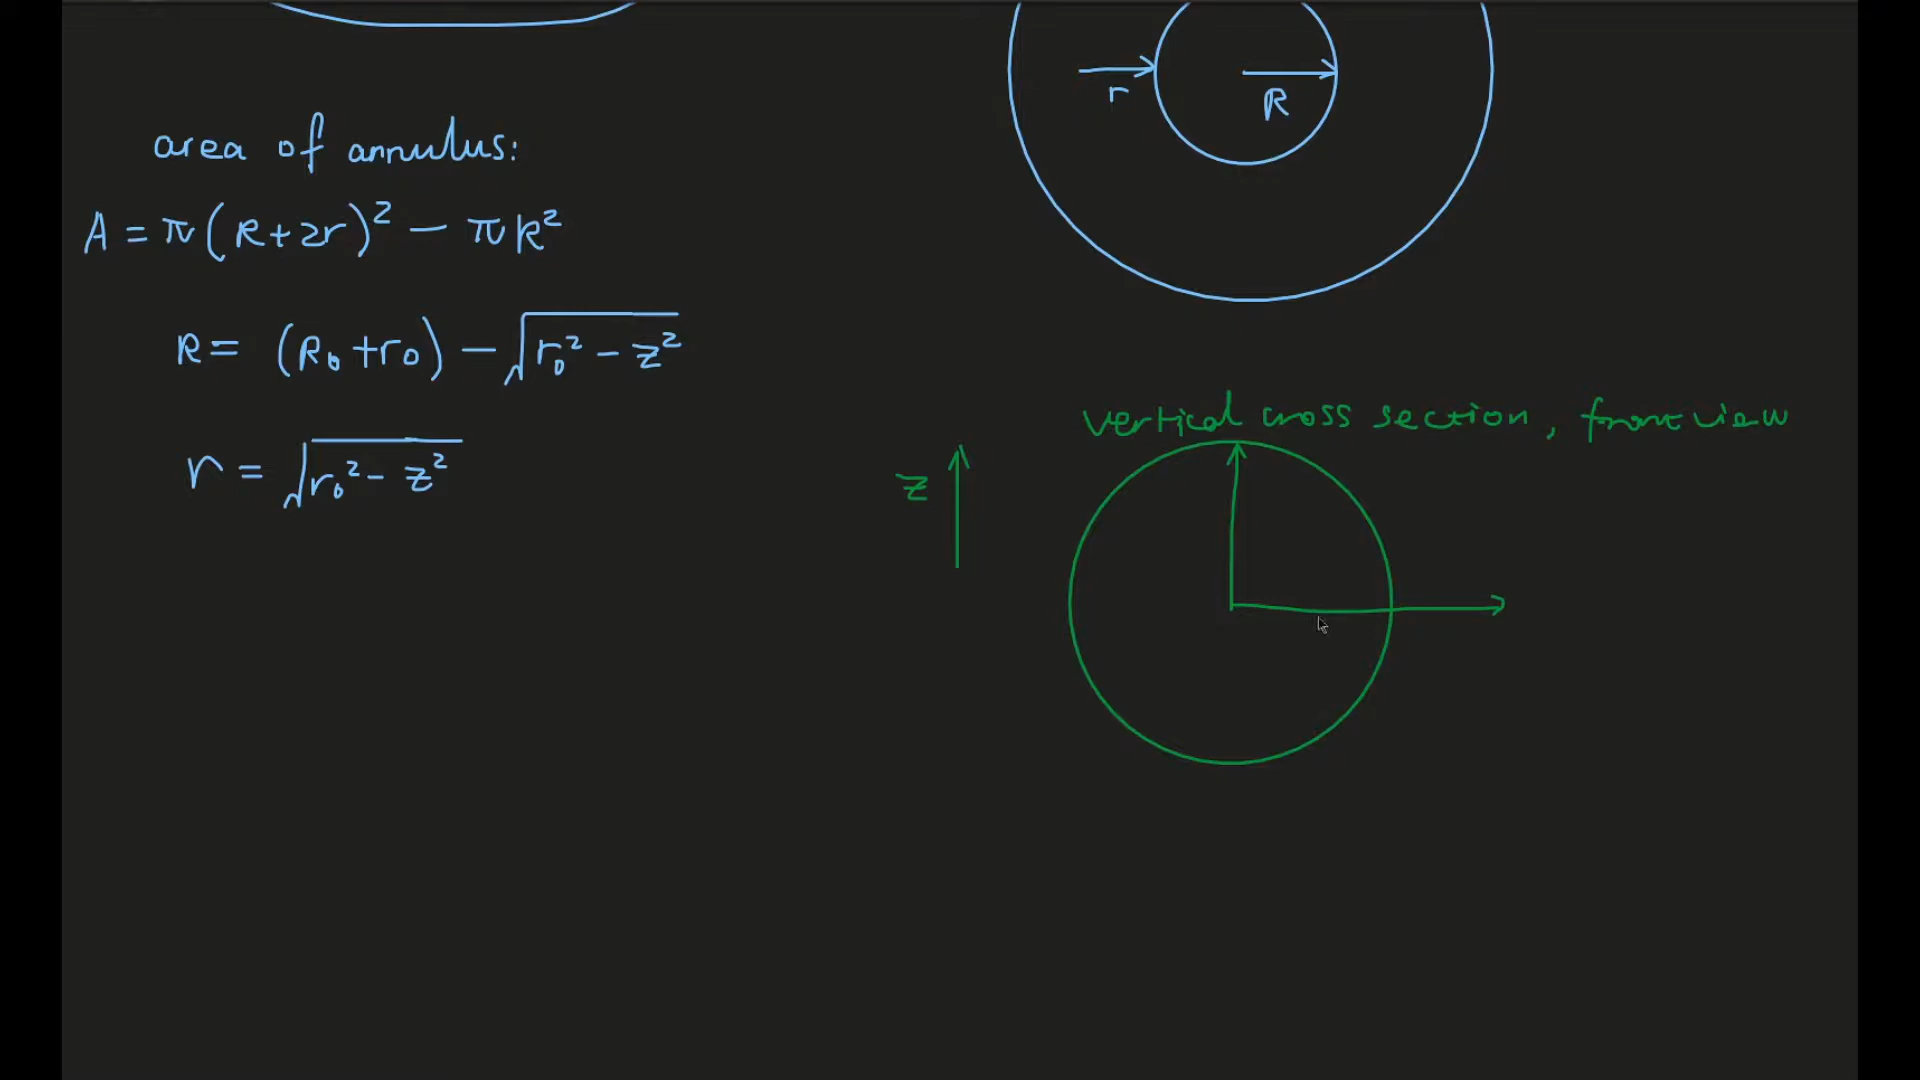 r
R
area of annulus:
A = π(R+2r)² − πR²
R = (R₀+r₀) − √(r₀² − z²)
r = √(r₀² − z²)
vertical cross section, front view
z